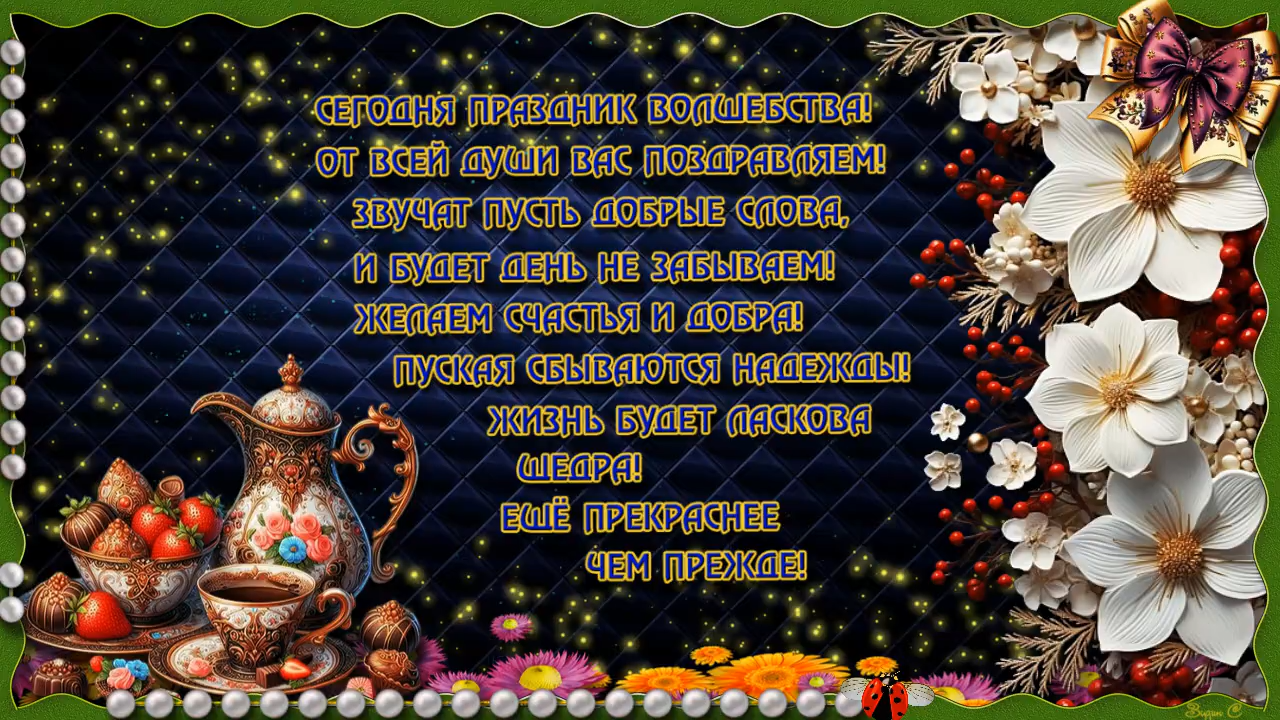 СЕГОДНЯ ПРАЗДНИК ВОЛШЕБСТВА!
ОТ ВСЕЙ ДУШИ ВАС ПОЗДРАВЛЯЕМ!
ЗВУЧАТ ПУСТЬ ДОБРЫЕ СЛОВА,
И БУДЕТ ДЕНЬ НЕ ЗАБЫВАЕМ!
ЖЕЛАЕМ СЧАСТЬЯ И ДОБРА!
ПУСКАЯ СБЫВАЮТСЯ НАДЕЖДЫ!
ЖИЗНЬ БУДЕТ ЛАСКОВА
ЩЕДРА!
ЕЩЁ ПРЕКРАСНЕЕ
ЧЕМ ПРЕЖДЕ!